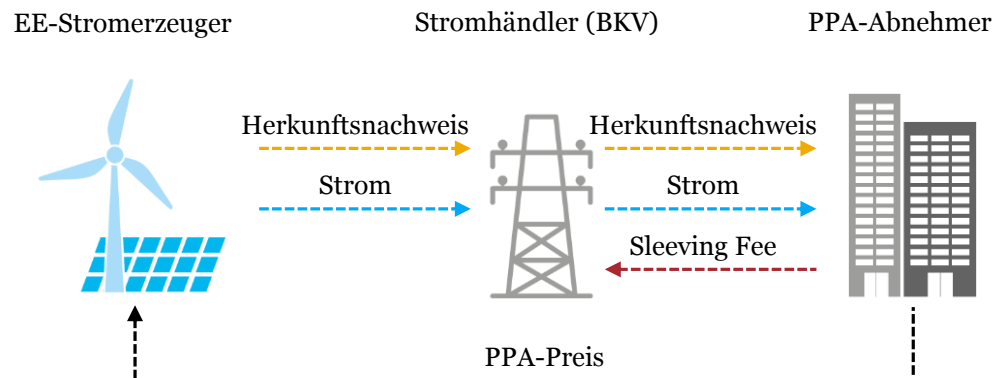 EE-Stromerzeuger
Stromhändler (BKV)
PPA-Abnehmer
Herkunftsnachweis
Herkunftsnachweis
Strom
Strom
Sleeving Fee
PPA-Preis